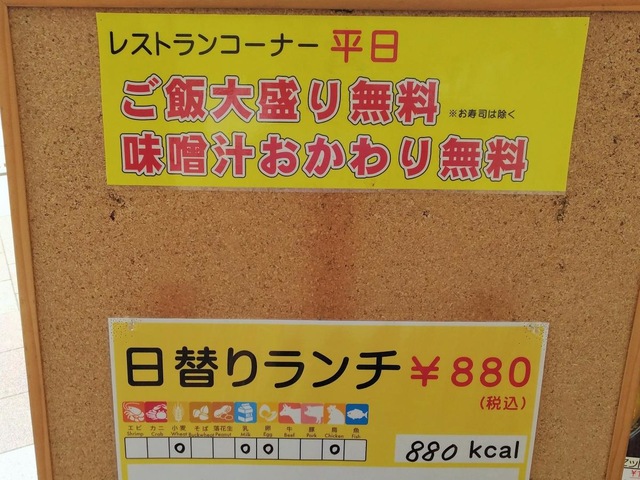 レストランコーナー 平日
ご飯大盛り無料 ※お寿司は除く
味噌汁おかわり無料
日替りランチ ¥880
(税込)
エビ カニ 小麦 そば 落花生 乳 卵 牛 豚 鶏 魚
Shrimp Crab Wheat Buckwheat Peanut Milk Egg Beef Pork Chicken Fish
○ ○ ○ ○
880 kcal